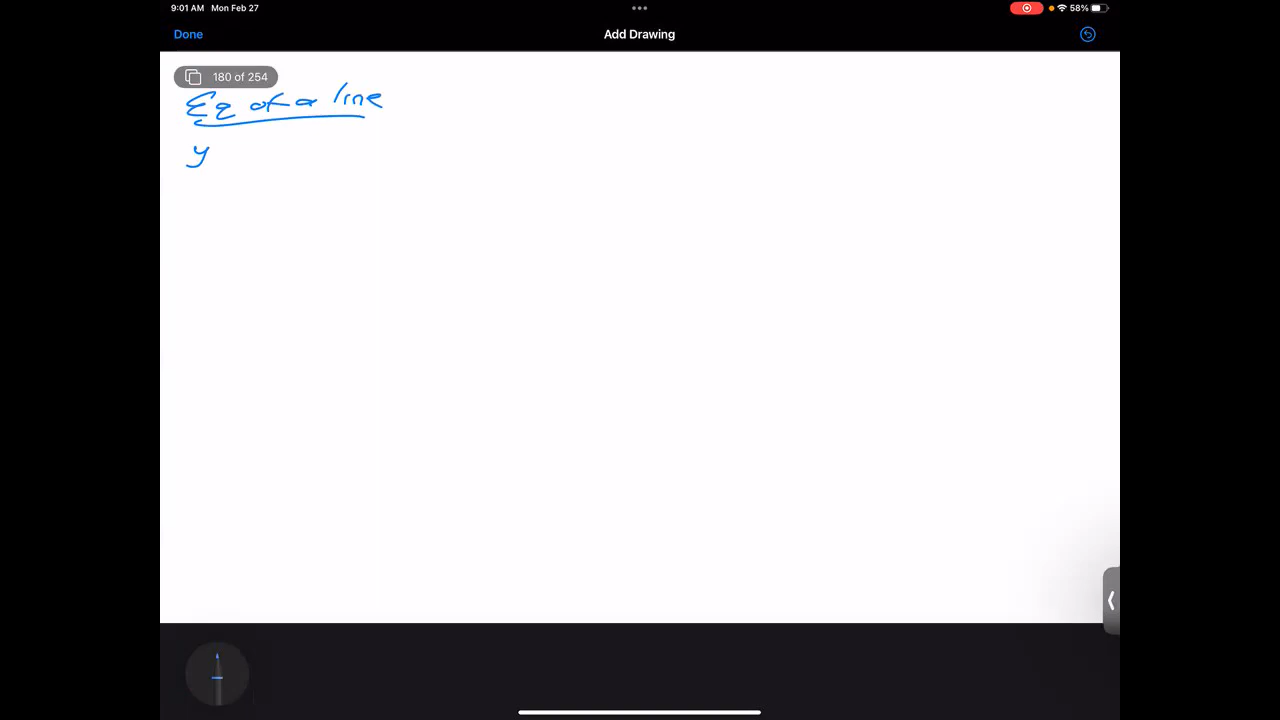 9:01 AM Mon Feb 27
58%
Done
Add Drawing
180 of 254
Eq of a line
y